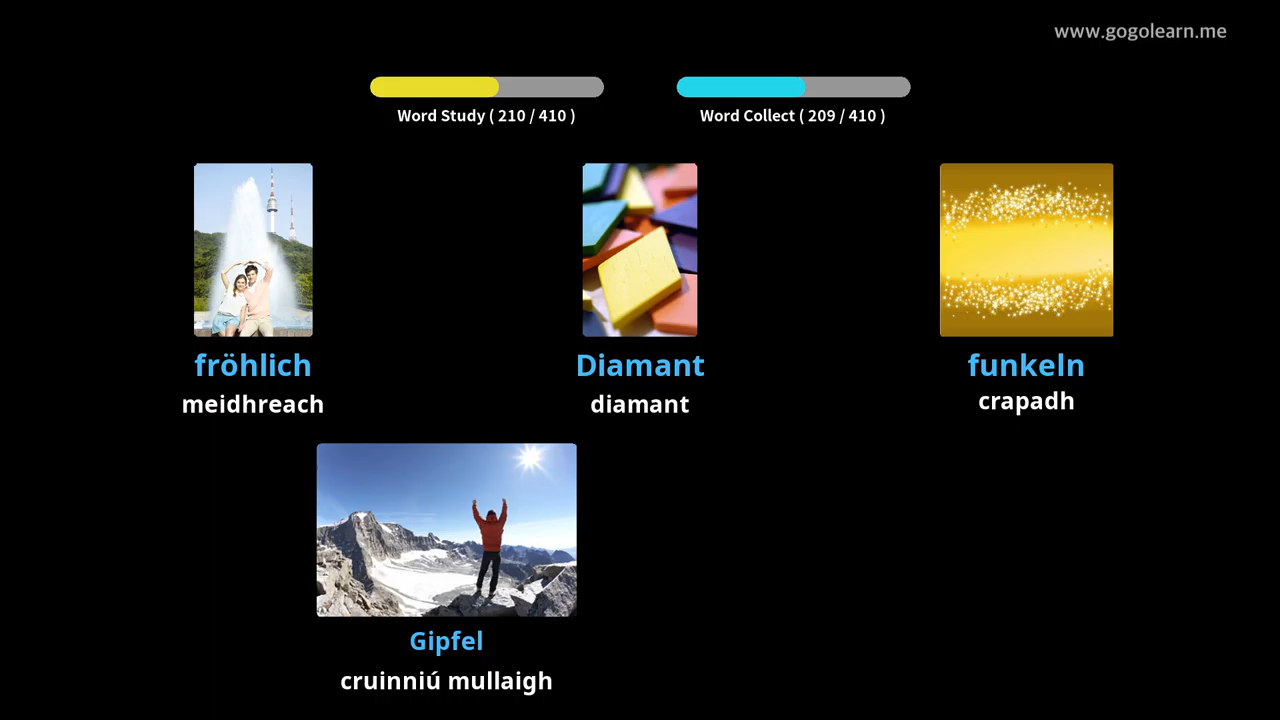 www.gogolearn.me
Word Study ( 210 / 410 )
Word Collect ( 209 / 410 )
fröhlich
meidhreach
Diamant
diamant
funkeln
crapadh
Gipfel
cruinniú mullaigh